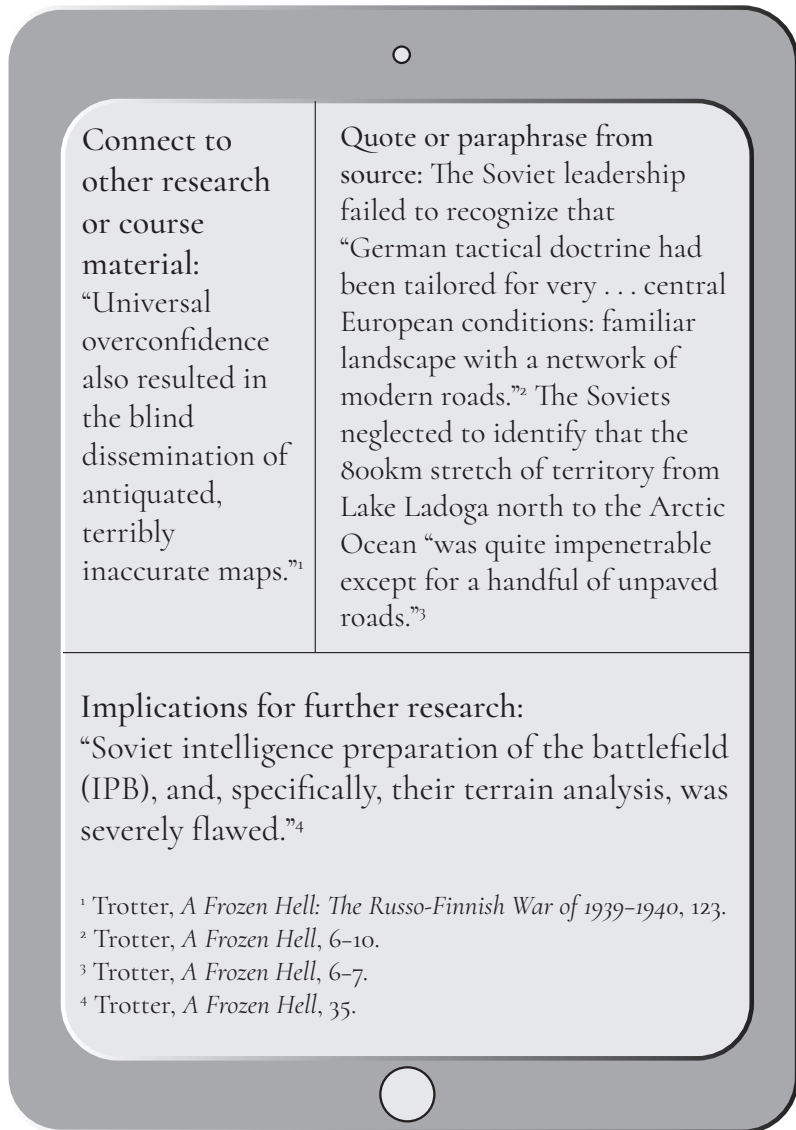 Connect to
other research
or course
material:
“Universal
overconfidence
also resulted in
the blind
dissemination of
antiquated,
terribly
inaccurate maps.”¹
Quote or paraphrase from
source: The Soviet leadership
failed to recognize that
“German tactical doctrine had
been tailored for very . . . central
European conditions: familiar
landscape with a network of
modern roads.”² The Soviets
neglected to identify that the
800km stretch of territory from
Lake Ladoga north to the Arctic
Ocean “was quite impenetrable
except for a handful of unpaved
roads.”³
Implications for further research:
“Soviet intelligence preparation of the battlefield
(IPB), and, specifically, their terrain analysis, was
severely flawed.”⁴
¹ Trotter, A Frozen Hell: The Russo-Finnish War of 1939–1940, 123.
² Trotter, A Frozen Hell, 6–10.
³ Trotter, A Frozen Hell, 6–7.
⁴ Trotter, A Frozen Hell, 35.